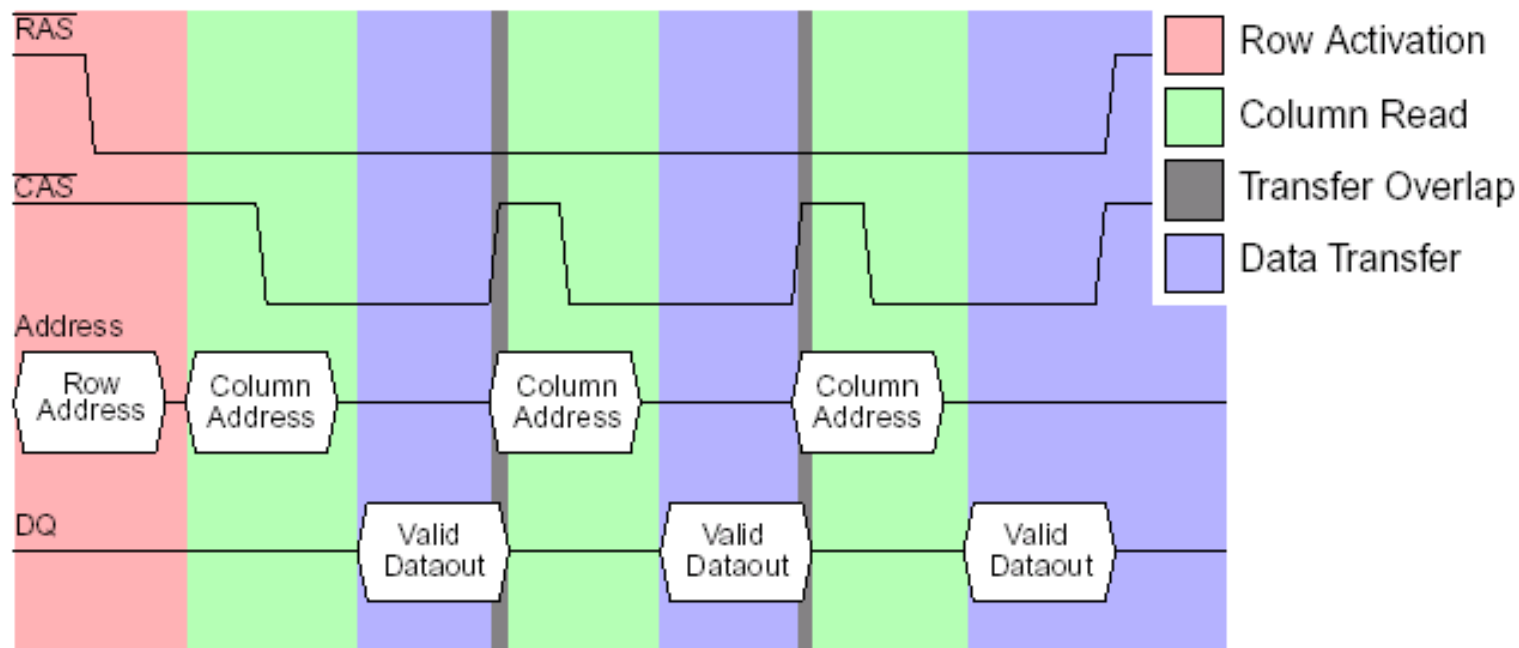 RAS
CAS
Address
Row
Address
Column
Address
Column
Address
Column
Address
DQ
Valid
Dataout
Valid
Dataout
Valid
Dataout
Row Activation
Column Read
Transfer Overlap
Data Transfer